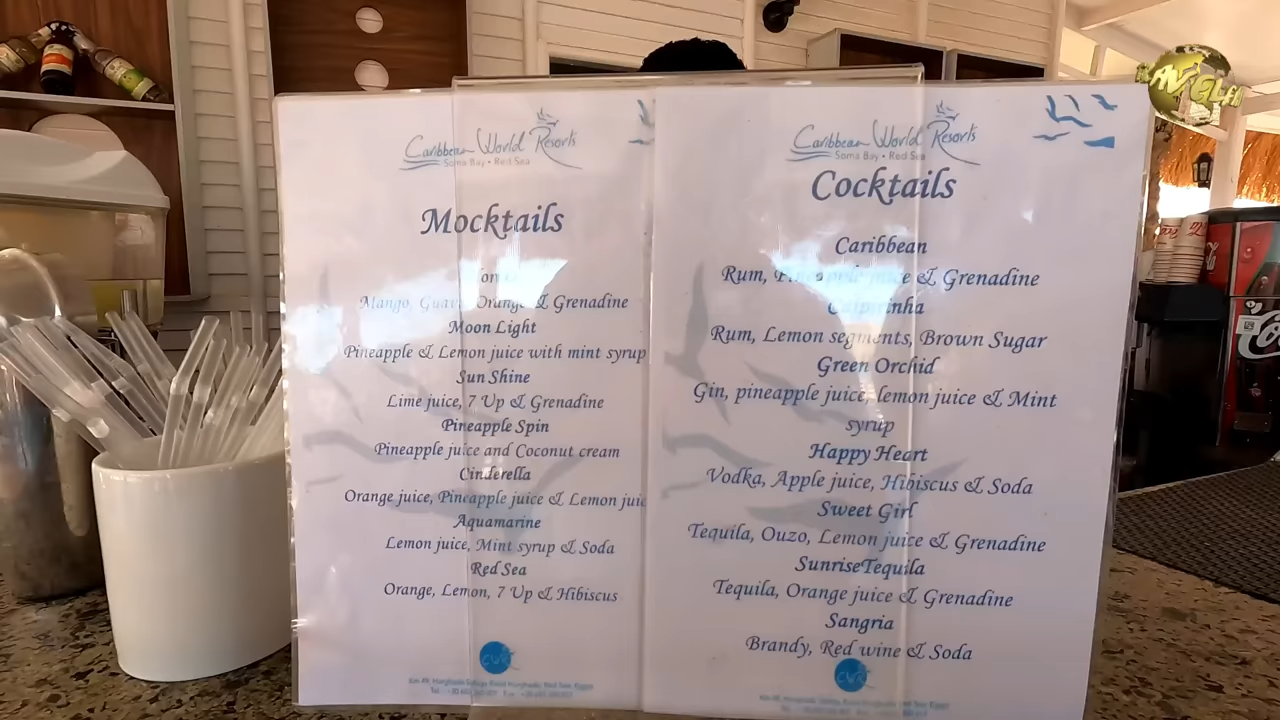 Caribbean World Resorts
Soma Bay • Red Sea
Mocktails
Mango, Guava, Orange & Grenadine
Moon Light
Pineapple & Lemon juice with mint syrup
Sun Shine
Lime juice, 7 Up & Grenadine
Pineapple Spin
Pineapple juice and Coconut cream
Cinderella
Orange juice, Pineapple juice & Lemon juic
Aquamarine
Lemon juice, Mint syrup & Soda
Red Sea
Orange, Lemon, 7 Up & Hibiscus
Caribbean World Resorts
Soma Bay • Red Sea
Cocktails
Caribbean
Rum, Pineapple juice & Grenadine
Caiperinha
Rum, Lemon segments, Brown Sugar
Green Orchid
Gin, pineapple juice, lemon juice & Mint
syrup
Happy Heart
Vodka, Apple juice, Hibiscus & Soda
Sweet Girl
Tequila, Ouzo, Lemon juice & Grenadine
SunriseTequila
Tequila, Orange juice & Grenadine
Sangria
Brandy, Red wine & Soda